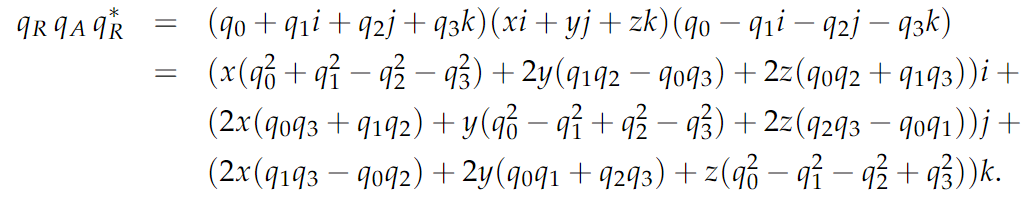 q_R q_A q_R^* = (q_0 + q_1 i + q_2 j + q_3 k)(xi + yj + zk)(q_0 − q_1 i − q_2 j − q_3 k)
= (x(q_0^2 + q_1^2 − q_2^2 − q_3^2) + 2y(q_1 q_2 − q_0 q_3) + 2z(q_0 q_2 + q_1 q_3))i +
(2x(q_0 q_3 + q_1 q_2) + y(q_0^2 − q_1^2 + q_2^2 − q_3^2) + 2z(q_2 q_3 − q_0 q_1))j +
(2x(q_1 q_3 − q_0 q_2) + 2y(q_0 q_1 + q_2 q_3) + z(q_0^2 − q_1^2 − q_2^2 + q_3^2))k.